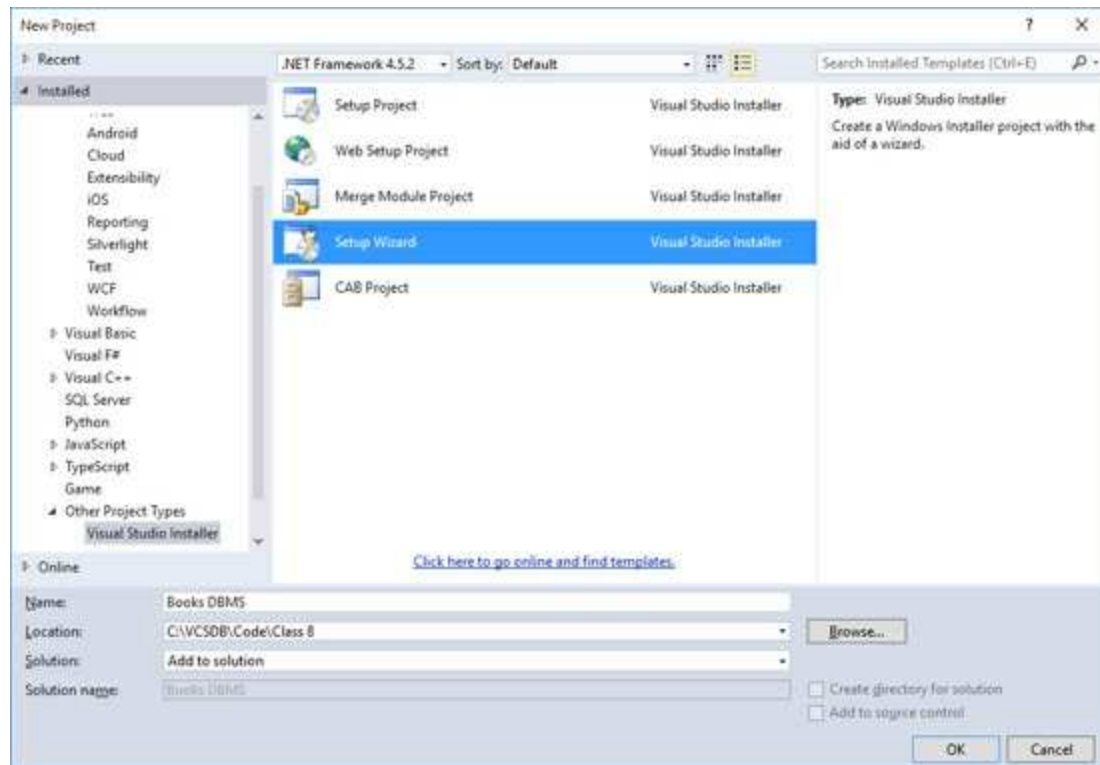 New Project
? X
Recent
.NET Framework 4.5.2
Sort by: Default
Search Installed Templates (Ctrl+E)
Installed
Android
Cloud
Extensibility
iOS
Reporting
Silverlight
Test
WCF
Workflow
Visual Basic
Visual F#
Visual C++
SQL Server
Python
JavaScript
TypeScript
Game
Other Project Types
Visual Studio Installer
Online
Setup Project Visual Studio Installer
Web Setup Project Visual Studio Installer
Merge Module Project Visual Studio Installer
Setup Wizard Visual Studio Installer
CAB Project Visual Studio Installer
Click here to go online and find templates.
Type: Visual Studio Installer
Create a Windows Installer project with the
aid of a wizard.
Name: Books DBMS
Location: C:\VCSDB\Code\Class 8
Browse...
Solution: Add to solution
Solution name: Books DBMS
Create directory for solution
Add to source control
OK Cancel